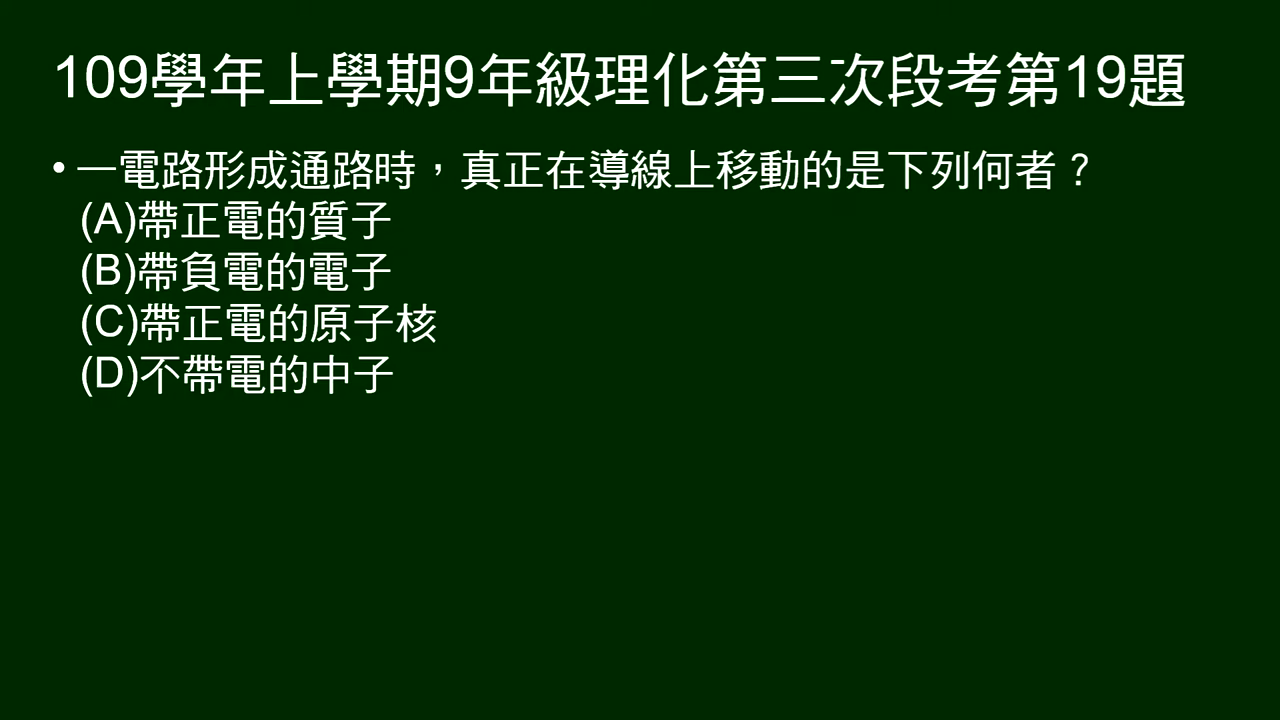 109學年上學期9年級理化第三次段考第19題
• 一電路形成通路時，真正在導線上移動的是下列何者？
(A)帶正電的質子
(B)帶負電的電子
(C)帶正電的原子核
(D)不帶電的中子